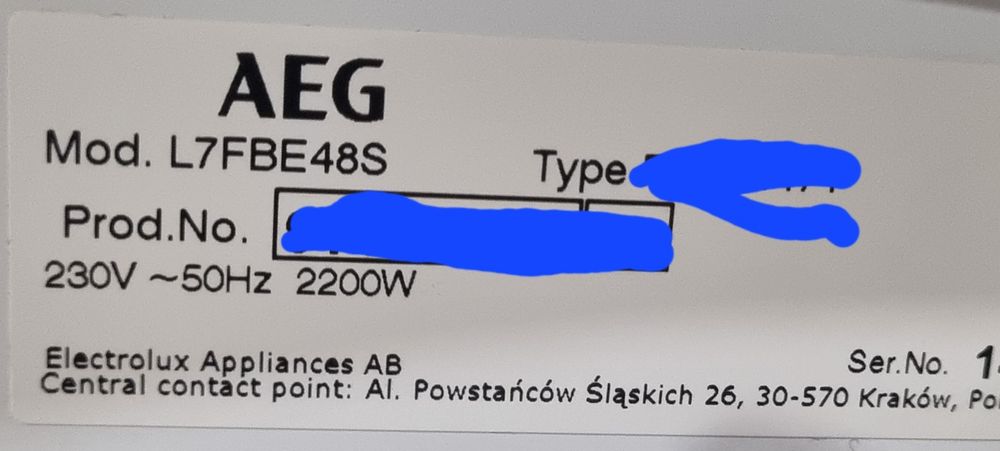 AEG
Mod. L7FBE48S
Type
Prod.No.
230V ~50Hz 2200W
Electrolux Appliances AB
Ser.No. 1
Central contact point: Al. Powstańców Śląskich 26, 30-570 Kraków,